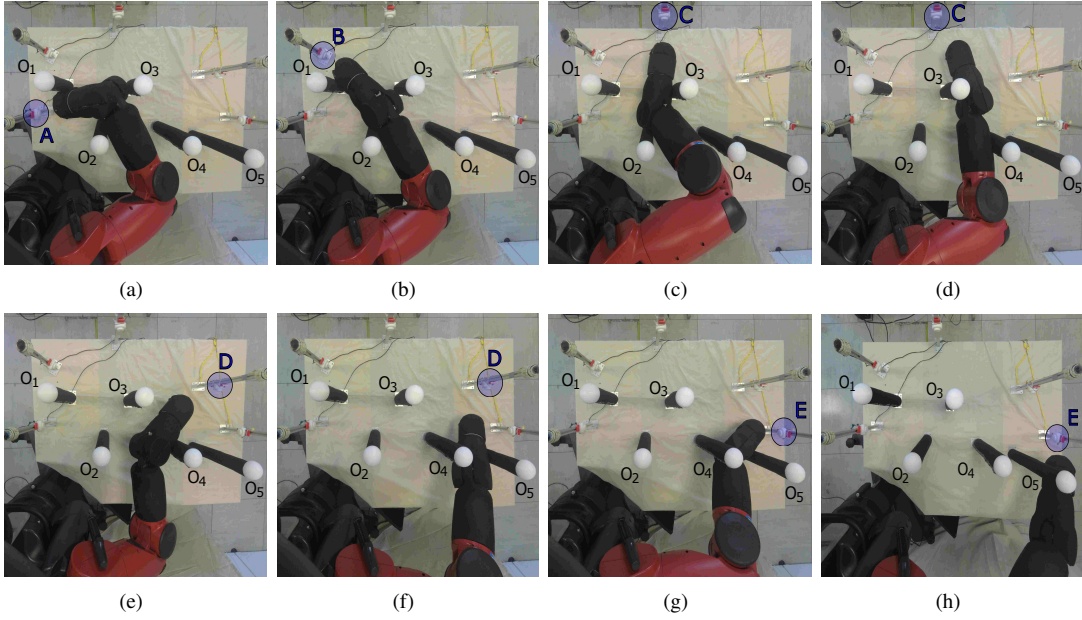 O1 O3 A O2 O4 O5
B O1 O3 O2 O4 O5
C O1 O3 O2 O4 O5
C O1 O3 O2 O4 O5
(a) (b) (c) (d)
D O1 O3 O2 O4 O5
D O1 O3 O2 O4 O5
O1 O3 E O2 O4 O5
O1 O3 E O2 O4 O5
(e) (f) (g) (h)